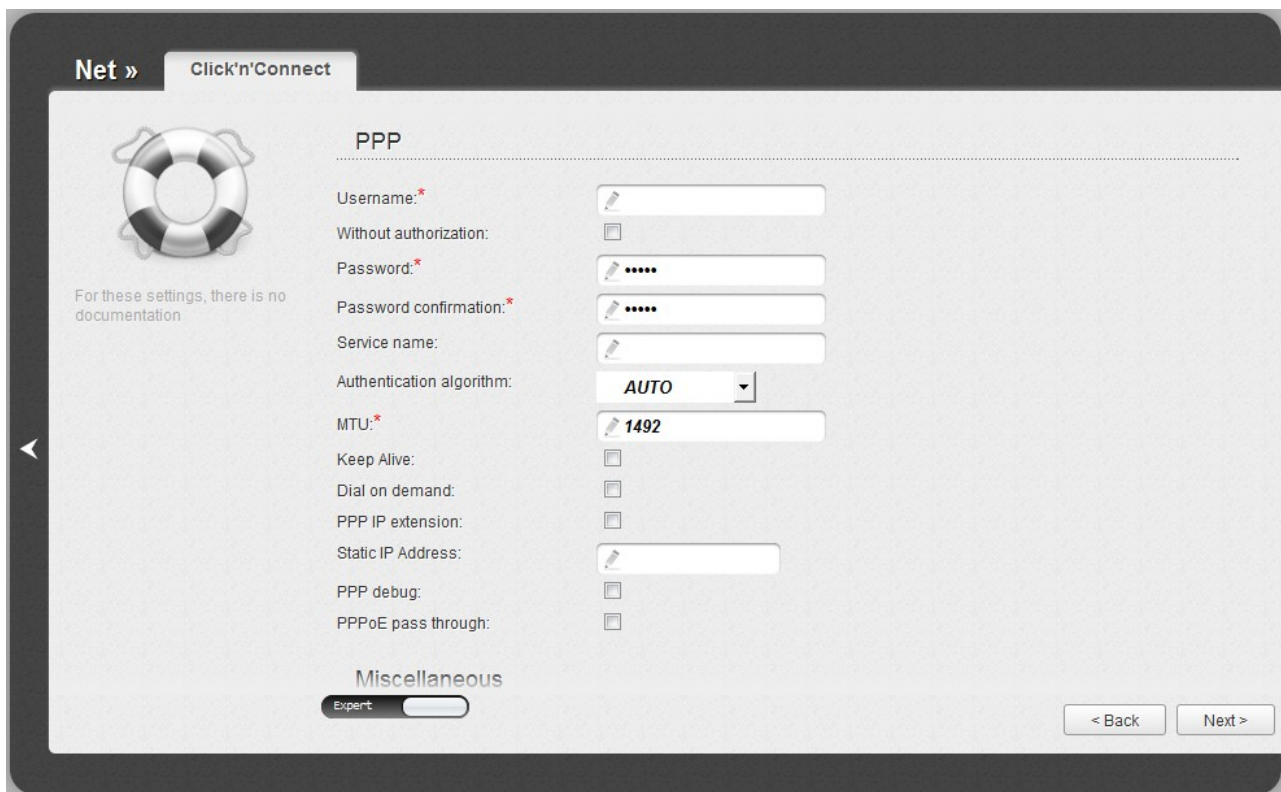 Net »
Click'n'Connect
PPP
For these settings, there is no
documentation
Username:*
Without authorization:
Password:* •••••
Password confirmation:* •••••
Service name:
Authentication algorithm: AUTO
MTU:* 1492
Keep Alive:
Dial on demand:
PPP IP extension:
Static IP Address:
PPP debug:
PPPoE pass through:
Miscellaneous
Expert
< Back
Next >